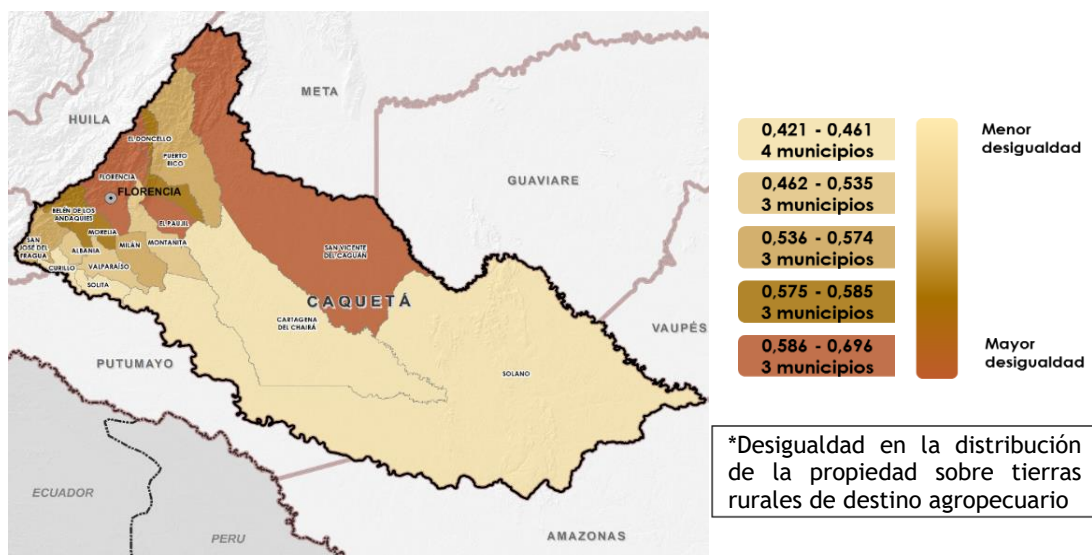 META
HUILA
EL DONCELLO
PUERTO
RICO
FLORENCIA
GUAVIARE
FLORENCIA
BELÉN DE LOS
ANDAQUIES
EL PAUJIL
MORELIA
SAN
JOSÉ DEL
FRAGUA
ALBANIA
MILÁN
MONTANITA
SAN VICENTE
DEL CAGUÁN
CURILLO
VALPARAÍSO
SOLITA
CAQUETÁ
CARTAGENA
DEL CHAIRÁ
VAUPÉS
PUTUMAYO
SOLANO
ECUADOR
PERU
AMAZONAS
0,421 - 0,461
4 municipios
0,462 - 0,535
3 municipios
0,536 - 0,574
3 municipios
0,575 - 0,585
3 municipios
0,586 - 0,696
3 municipios
Menor
desigualdad
Mayor
desigualdad
*Desigualdad en la distribución
de la propiedad sobre tierras
rurales de destino agropecuario